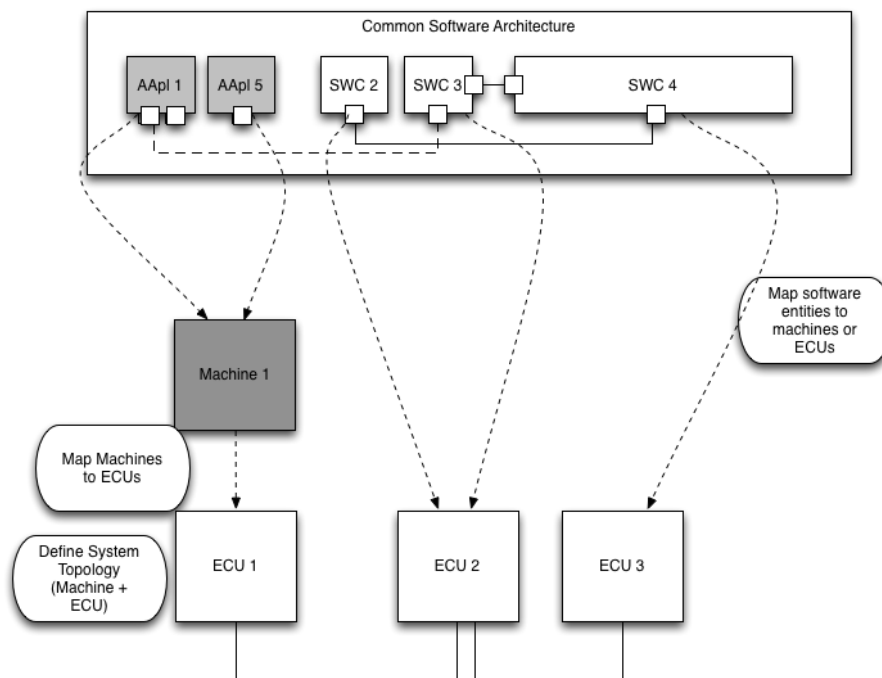 Common Software Architecture
AApl 1
AApl 5
SWC 2
SWC 3
SWC 4
Map software
entities to
machines or
ECUs
Machine 1
Map Machines
to ECUs
Define System
Topology
(Machine +
ECU)
ECU 1
ECU 2
ECU 3